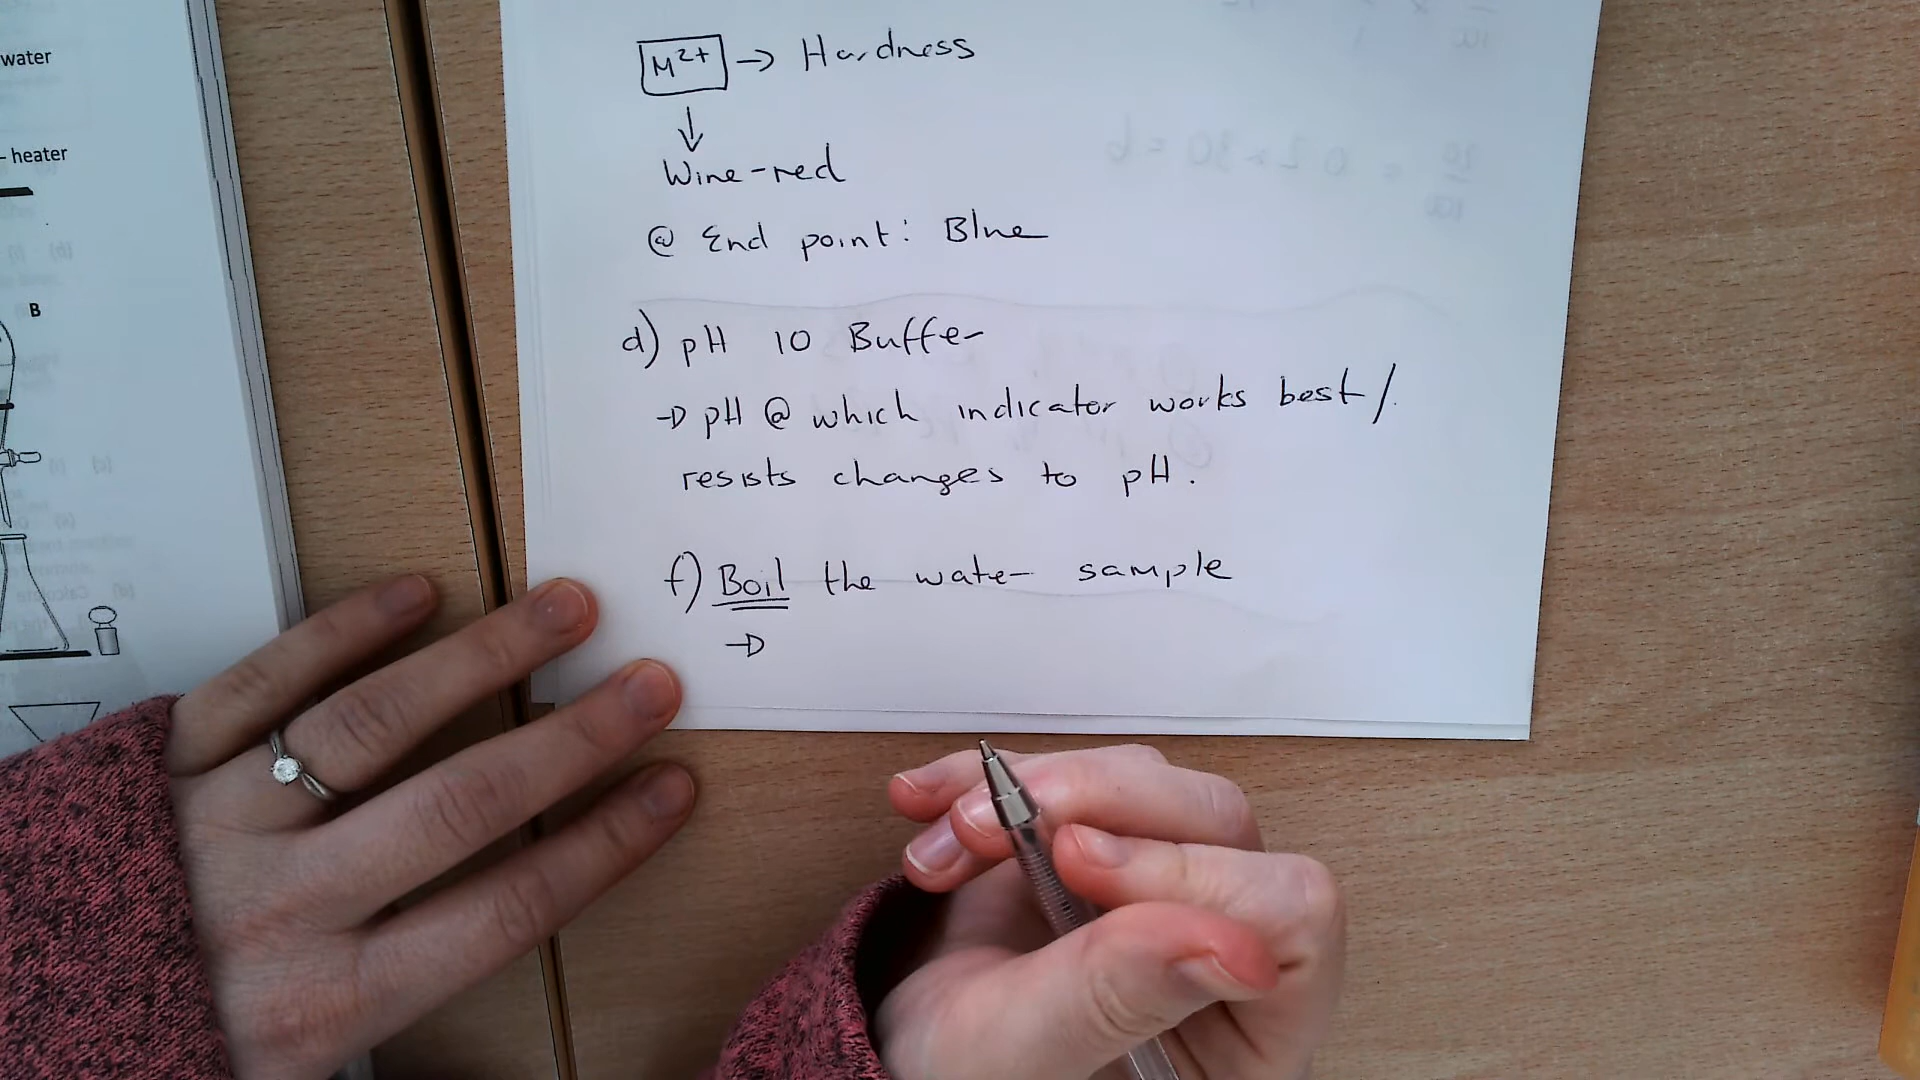 water
- heater
B
M²⁺ → Hardness
↓
Wine-red
@ End point: Blue
d) pH 10 Buffer
→ pH @ which indicator works best/
resists changes to pH.
f) Boil the water sample
→